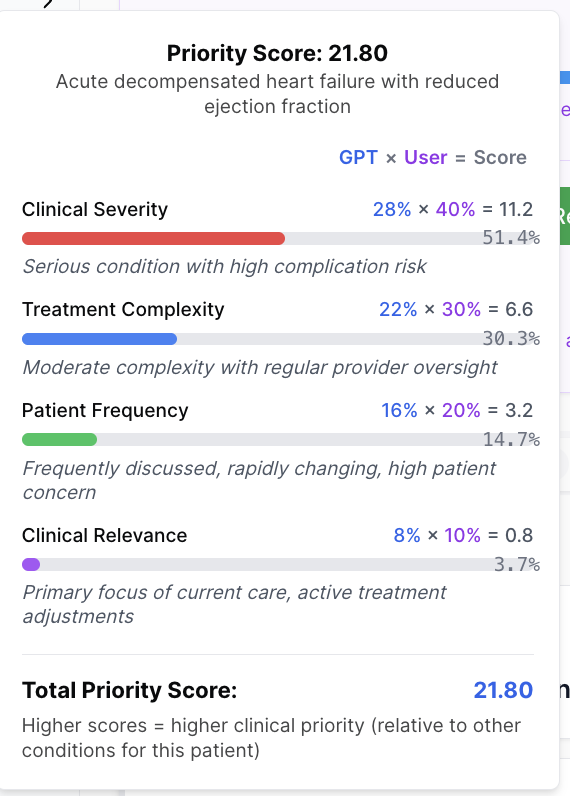 Priority Score: 21.80
Acute decompensated heart failure with reduced
ejection fraction
GPT × User = Score
Clinical Severity 28% × 40% = 11.2
51.4%
Serious condition with high complication risk
Treatment Complexity 22% × 30% = 6.6
30.3%
Moderate complexity with regular provider oversight
Patient Frequency 16% × 20% = 3.2
14.7%
Frequently discussed, rapidly changing, high patient
concern
Clinical Relevance 8% × 10% = 0.8
3.7%
Primary focus of current care, active treatment
adjustments
Total Priority Score: 21.80
Higher scores = higher clinical priority (relative to other
conditions for this patient)